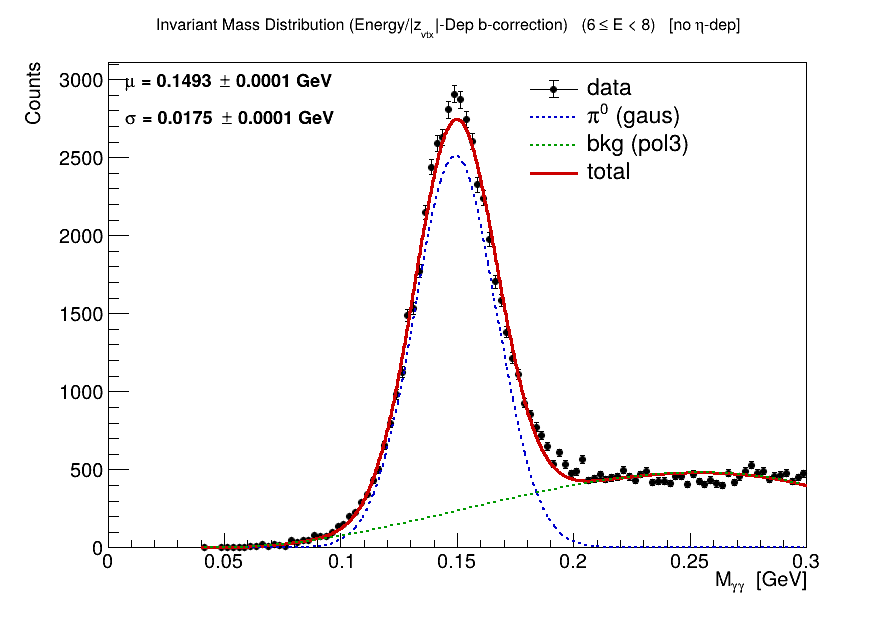 Invariant Mass Distribution (Energy/|z_vtx|-Dep b-correction) (6 ≤ E < 8) [no η-dep]
Counts
μ = 0.1493 ± 0.0001 GeV
σ = 0.0175 ± 0.0001 GeV
data
π⁰ (gaus)
bkg (pol3)
total
3000
2500
2000
1500
1000
500
0
0 0.05 0.1 0.15 0.2 0.25 0.3
M_γγ [GeV]